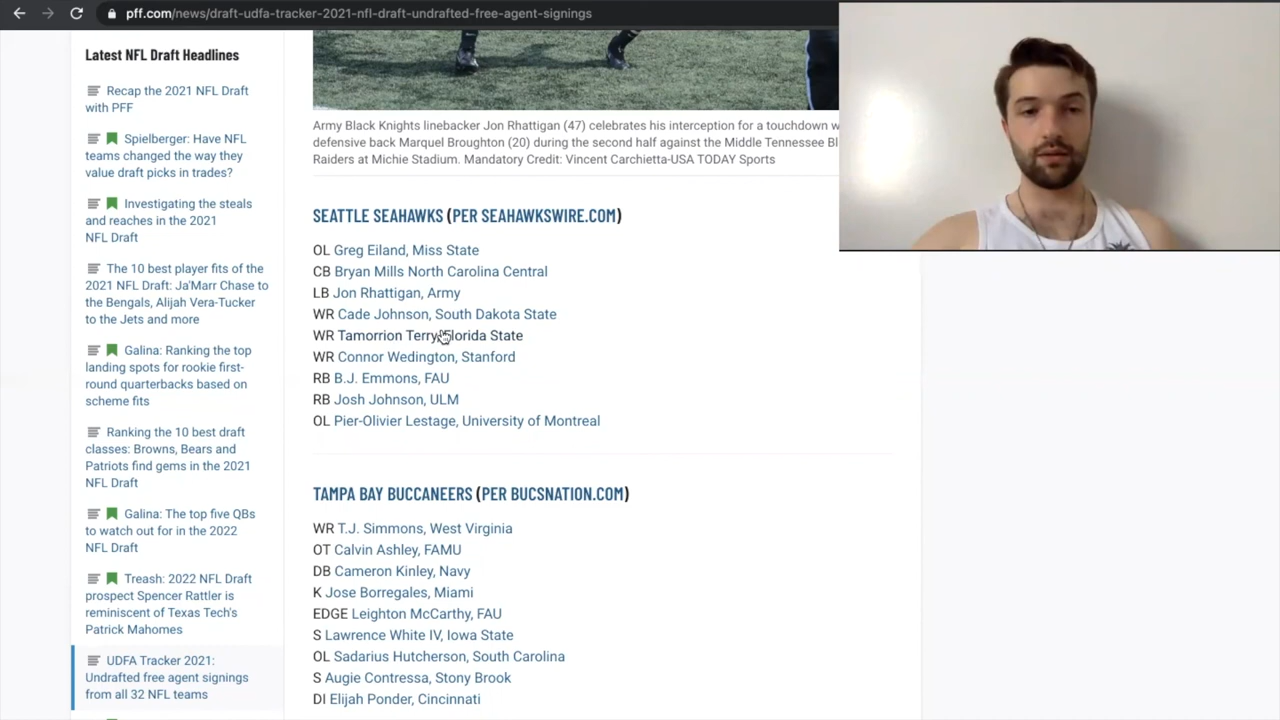 pff.com/news/draft-udfa-tracker-2021-nfl-draft-undrafted-free-agent-signings
Latest NFL Draft Headlines
Recap the 2021 NFL Draft
with PFF
Spielberger: Have NFL
teams changed the way they
value draft picks in trades?
Investigating the steals
and reaches in the 2021
NFL Draft
The 10 best player fits of the
2021 NFL Draft: Ja'Marr Chase to
the Bengals, Alijah Vera-Tucker
to the Jets and more
Galina: Ranking the top
landing spots for rookie first-
round quarterbacks based on
scheme fits
Ranking the 10 best draft
classes: Browns, Bears and
Patriots find gems in the 2021
NFL Draft
Galina: The top five QBs
to watch out for in the 2022
NFL Draft
Treash: 2022 NFL Draft
prospect Spencer Rattler is
reminiscent of Texas Tech's
Patrick Mahomes
UDFA Tracker 2021:
Undrafted free agent signings
from all 32 NFL teams
Army Black Knights linebacker Jon Rhattigan (47) celebrates his interception for a touchdown w
defensive back Marquel Broughton (20) during the second half against the Middle Tennessee Bl
Raiders at Michie Stadium. Mandatory Credit: Vincent Carchietta-USA TODAY Sports
SEATTLE SEAHAWKS (PER SEAHAWKSWIRE.COM)
OL Greg Eiland, Miss State
CB Bryan Mills North Carolina Central
LB Jon Rhattigan, Army
WR Cade Johnson, South Dakota State
WR Tamorrion Terry, Florida State
WR Connor Wedington, Stanford
RB B.J. Emmons, FAU
RB Josh Johnson, ULM
OL Pier-Olivier Lestage, University of Montreal
TAMPA BAY BUCCANEERS (PER BUCSNATION.COM)
WR T.J. Simmons, West Virginia
OT Calvin Ashley, FAMU
DB Cameron Kinley, Navy
K Jose Borregales, Miami
EDGE Leighton McCarthy, FAU
S Lawrence White IV, Iowa State
OL Sadarius Hutcherson, South Carolina
S Augie Contressa, Stony Brook
DI Elijah Ponder, Cincinnati